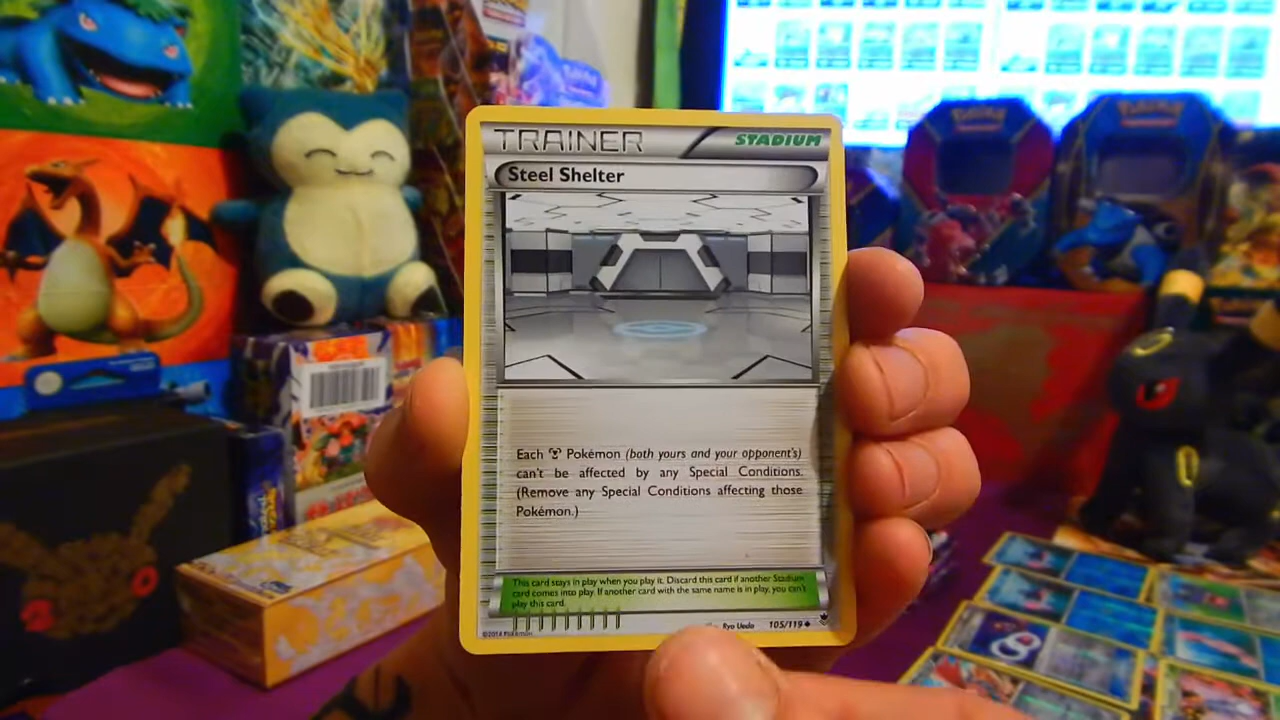 TRAINER
STADIUM
Steel Shelter
Each Pokémon (both yours and your opponent's)
can't be affected by any Special Conditions.
(Remove any Special Conditions affecting those
Pokémon.)
This card stays in play when you play it. Discard this card if another Stadium
card comes into play. If another card with the same name is in play, you can't
play this card.
©2014 Pokémon
Ryo Ueda
105/119
Pokémon
Pokémon